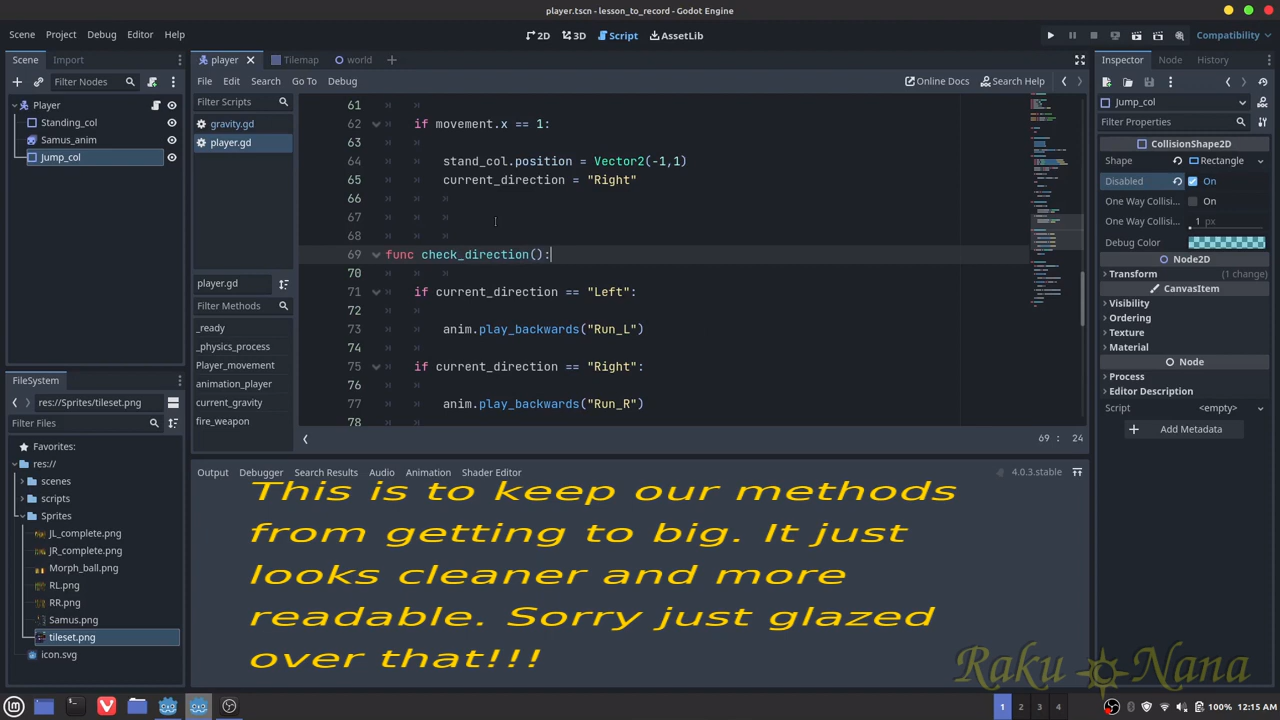 player.tscn - lesson_to_record - Godot Engine
Scene Project Debug Editor Help
2D 3D Script AssetLib
Compatibility
Scene Import
Filter Nodes
Player
Standing_col
Samus_anim
Jump_col
FileSystem
res://Sprites/tileset.png
Filter Files
Favorites:
res://
scenes
scripts
Sprites
JL_complete.png
JR_complete.png
Morph_ball.png
RL.png
RR.png
Samus.png
tileset.png
icon.svg
player Tilemap world
File Edit Search Go To Debug
Online Docs Search Help
Filter Scripts
gravity.gd
player.gd
player.gd
Filter Methods
_ready
_physics_process
Player_movement
animation_player
current_gravity
fire_weapon
61
62 if movement.x == 1:
63
64 stand_col.position = Vector2(-1,1)
65 current_direction = "Right"
66
67
68
69 func check_direction():
70
71 if current_direction == "Left":
72
73 anim.play_backwards("Run_L")
74
75 if current_direction == "Right":
76
77 anim.play_backwards("Run_R")
78
69 : 24
Output Debugger Search Results Audio Animation Shader Editor
4.0.3.stable
This is to keep our methods
from getting to big. It just
looks cleaner and more
readable. Sorry just glazed
over that!!!
Inspector Node History
Jump_col
Filter Properties
CollisionShape2D
Shape Rectangle
Disabled On
One Way Collisi.. On
One Way Collisi.. 1 px
Debug Color
Node2D
Transform (1 change)
CanvasItem
Visibility
Ordering
Texture
Material
Node
Process
Editor Description
Script <empty>
Add Metadata
Raku Nana
1 2 3 4
100% 12:15 AM